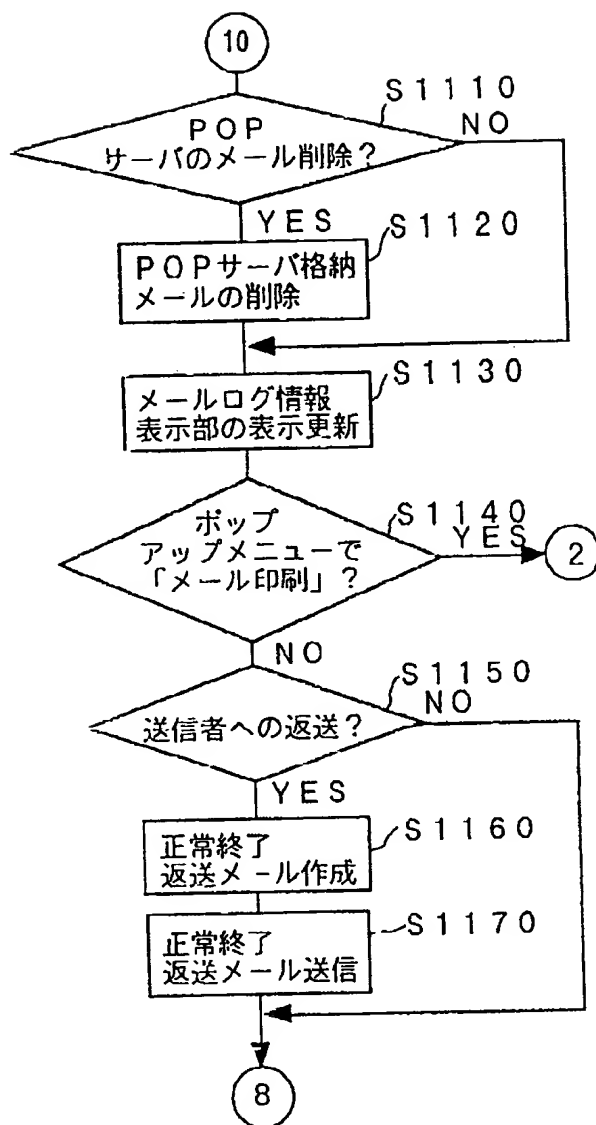 10
S1110
POP
サーバのメール削除?
NO
YES
S1120
POPサーバ格納
メールの削除
S1130
メールログ情報
表示部の表示更新
S1140
ポップ
アップメニューで
「メール印刷」?
YES
2
NO
S1150
送信者への返送?
NO
YES
S1160
正常終了
返送メール作成
S1170
正常終了
返送メール送信
8